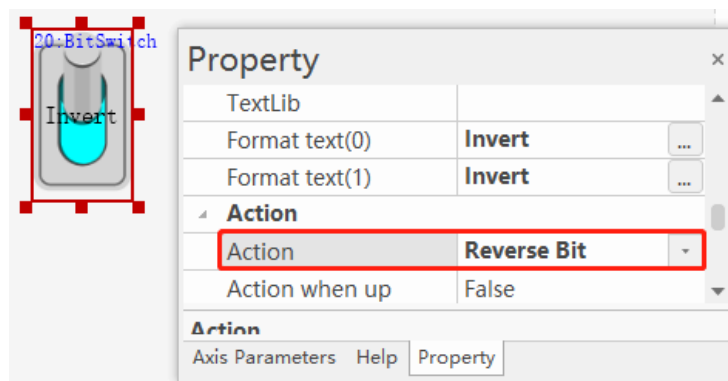 20:BitSwitch
Invert
Property
TextLib
Format text(0) Invert ...
Format text(1) Invert ...
Action
Action Reverse Bit
Action when up False
Action
Axis Parameters Help Property